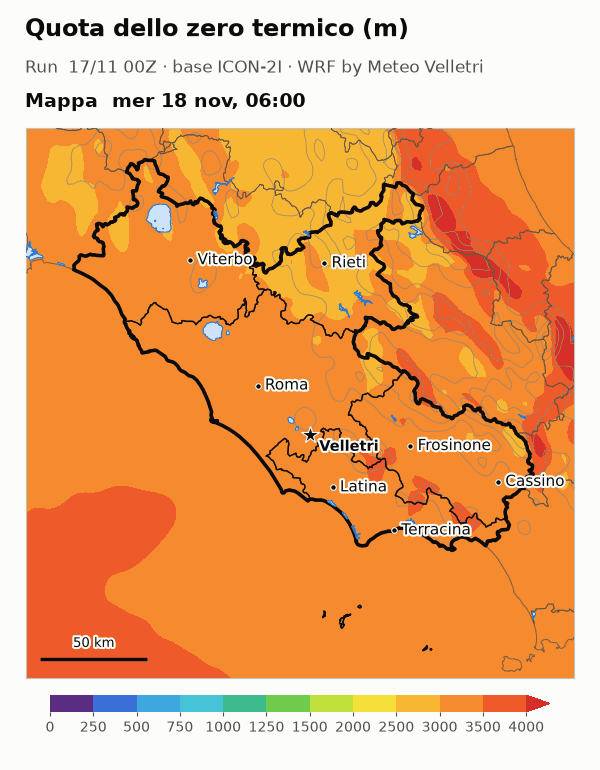 Quota dello zero termico (m)
Run  17/11 00Z · base ICON-2I · WRF by Meteo Velletri
Mappa  mer 18 nov, 06:00
Viterbo
Rieti
Roma
Velletri
Frosinone
Cassino
Latina
Terracina
50 km
0 250 500 750 1000 1250 1500 2000 2500 3000 3500 4000